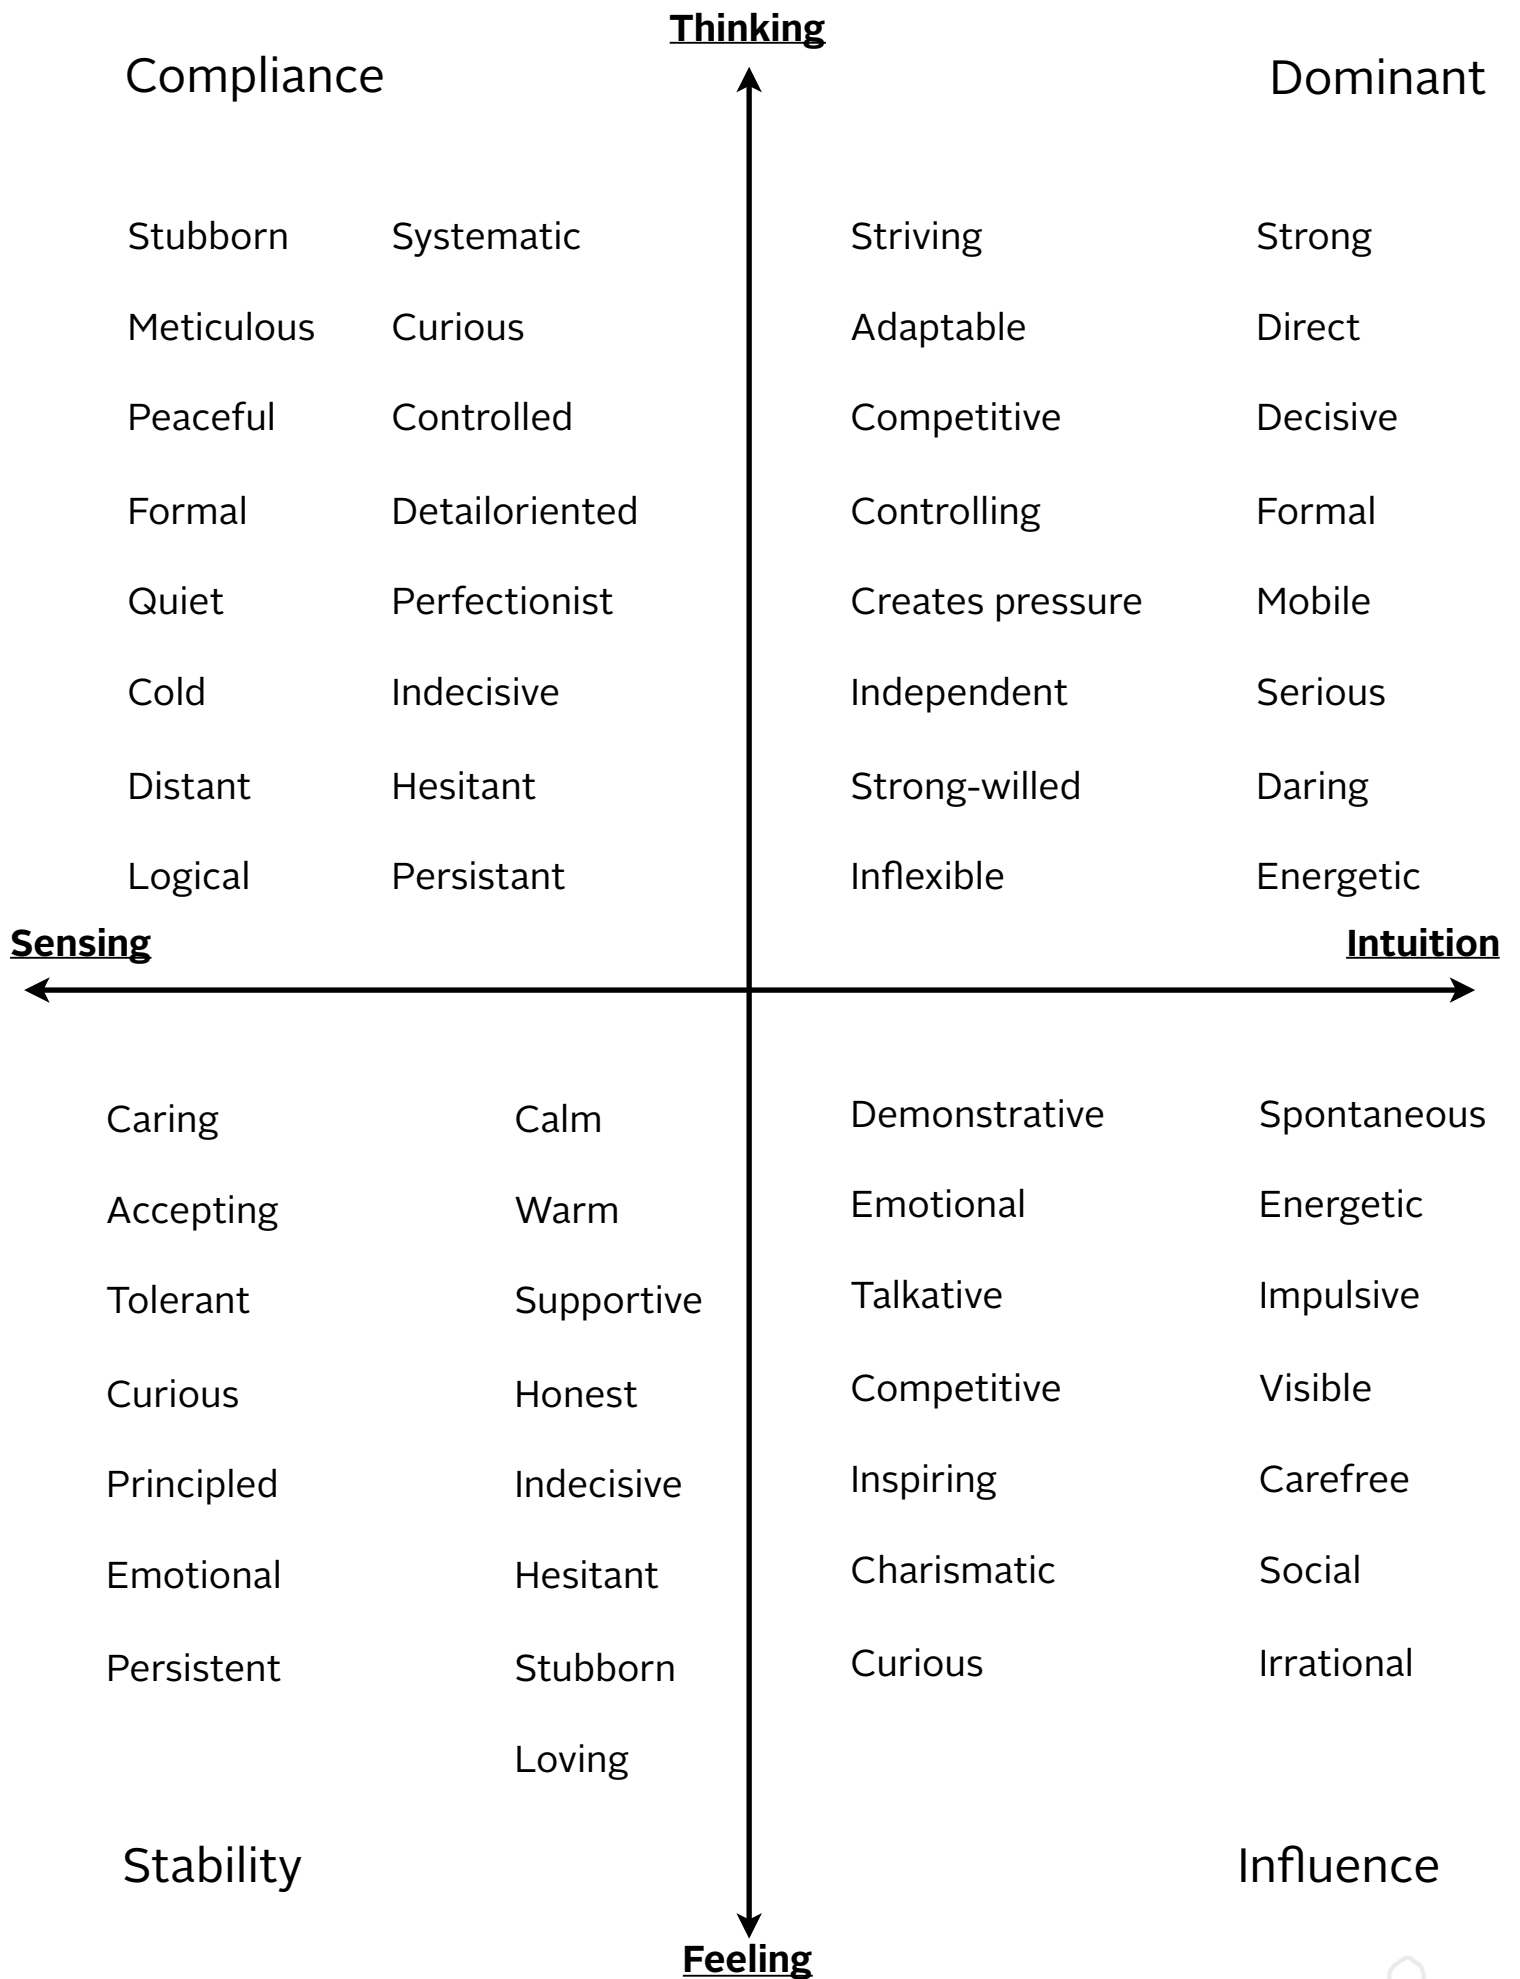 Thinking
Compliance
Dominant
Stubborn Systematic
Meticulous Curious
Peaceful Controlled
Formal Detailoriented
Quiet Perfectionist
Cold Indecisive
Distant Hesitant
Logical Persistant
Striving Strong
Adaptable Direct
Competitive Decisive
Controlling Formal
Creates pressure Mobile
Independent Serious
Strong-willed Daring
Inflexible Energetic
Sensing
Intuition
Caring Calm
Accepting Warm
Tolerant Supportive
Curious Honest
Principled Indecisive
Emotional Hesitant
Persistent Stubborn
Loving
Demonstrative Spontaneous
Emotional Energetic
Talkative Impulsive
Competitive Visible
Inspiring Carefree
Charismatic Social
Curious Irrational
Stability
Influence
Feeling